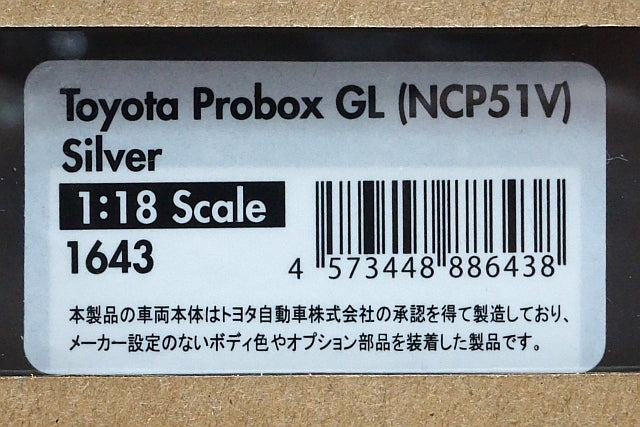 Toyota Probox GL (NCP51V)
Silver
1:18 Scale
1643
4 573448 886438
本製品の車両本体はトヨタ自動車株式会社の承認を得て製造しており、
メーカー設定のないボディ色やオプション部品を装着した製品です。